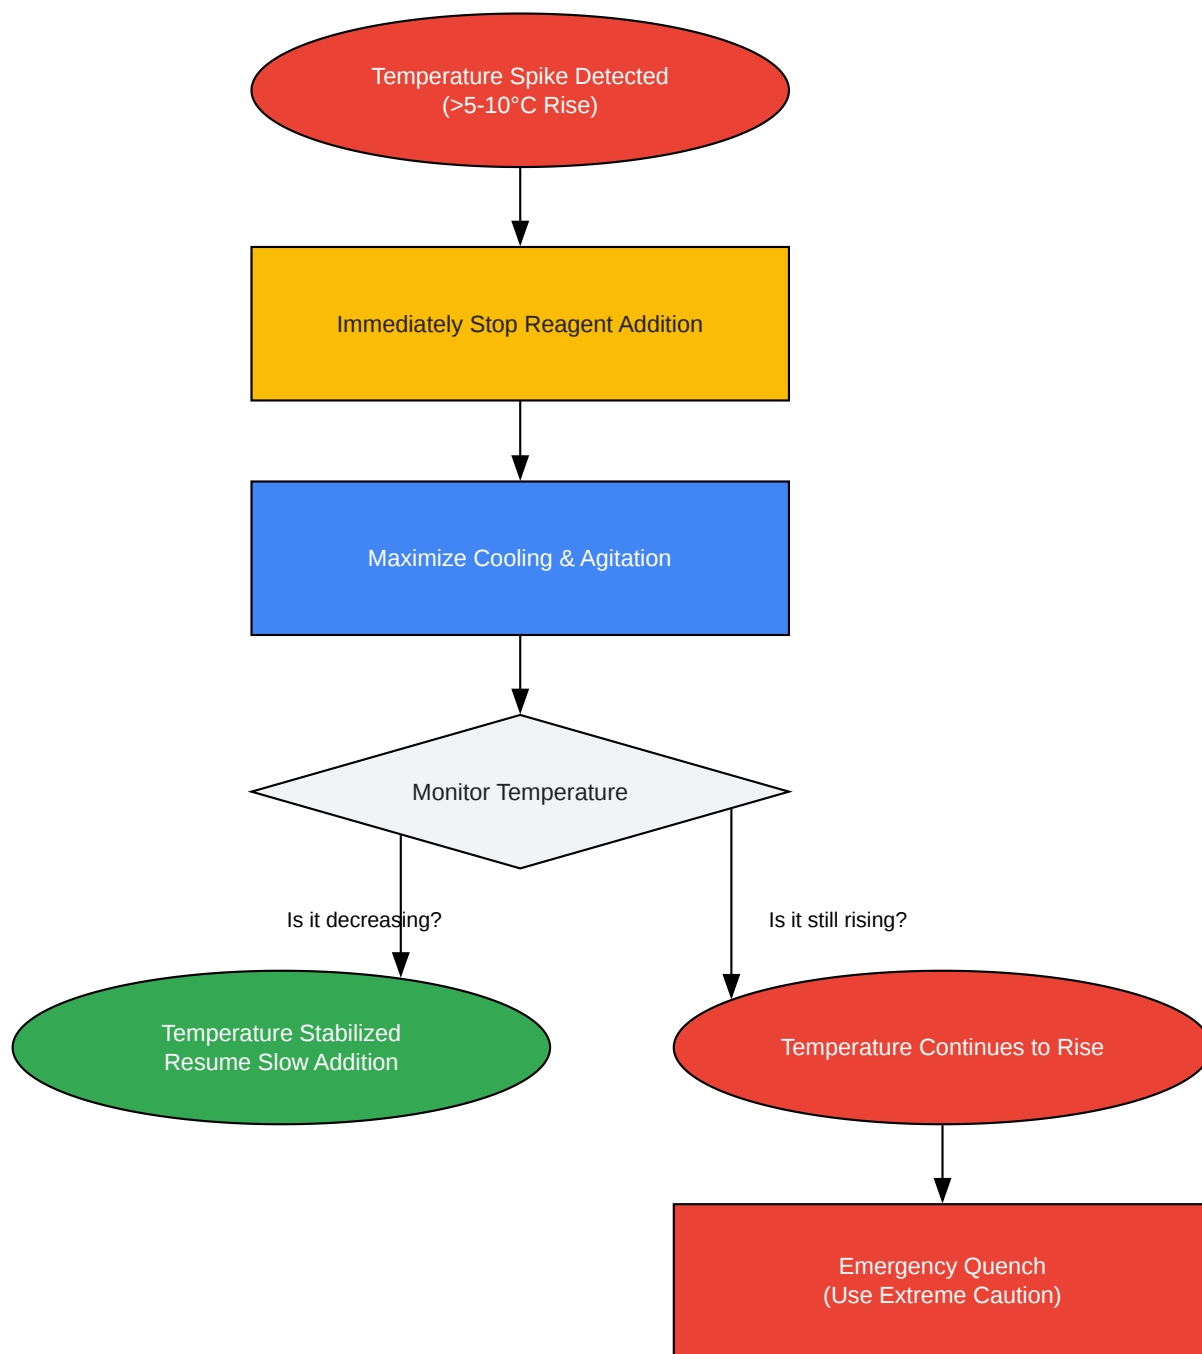 Temperature Spike Detected
(>5-10°C Rise)
Immediately Stop Reagent Addition
Maximize Cooling & Agitation
Monitor Temperature
Is it decreasing?
Is it still rising?
Temperature Stabilized
Resume Slow Addition
Temperature Continues to Rise
Emergency Quench
(Use Extreme Caution)